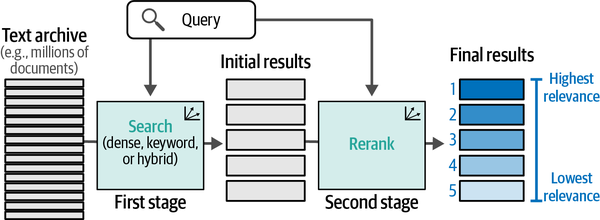 Query
Text archive
(e.g., millions of
documents)
Search
(dense, keyword,
or hybrid)
First stage
Initial results
Rerank
Second stage
Final results
1
2
3
4
5
Highest
relevance
Lowest
relevance